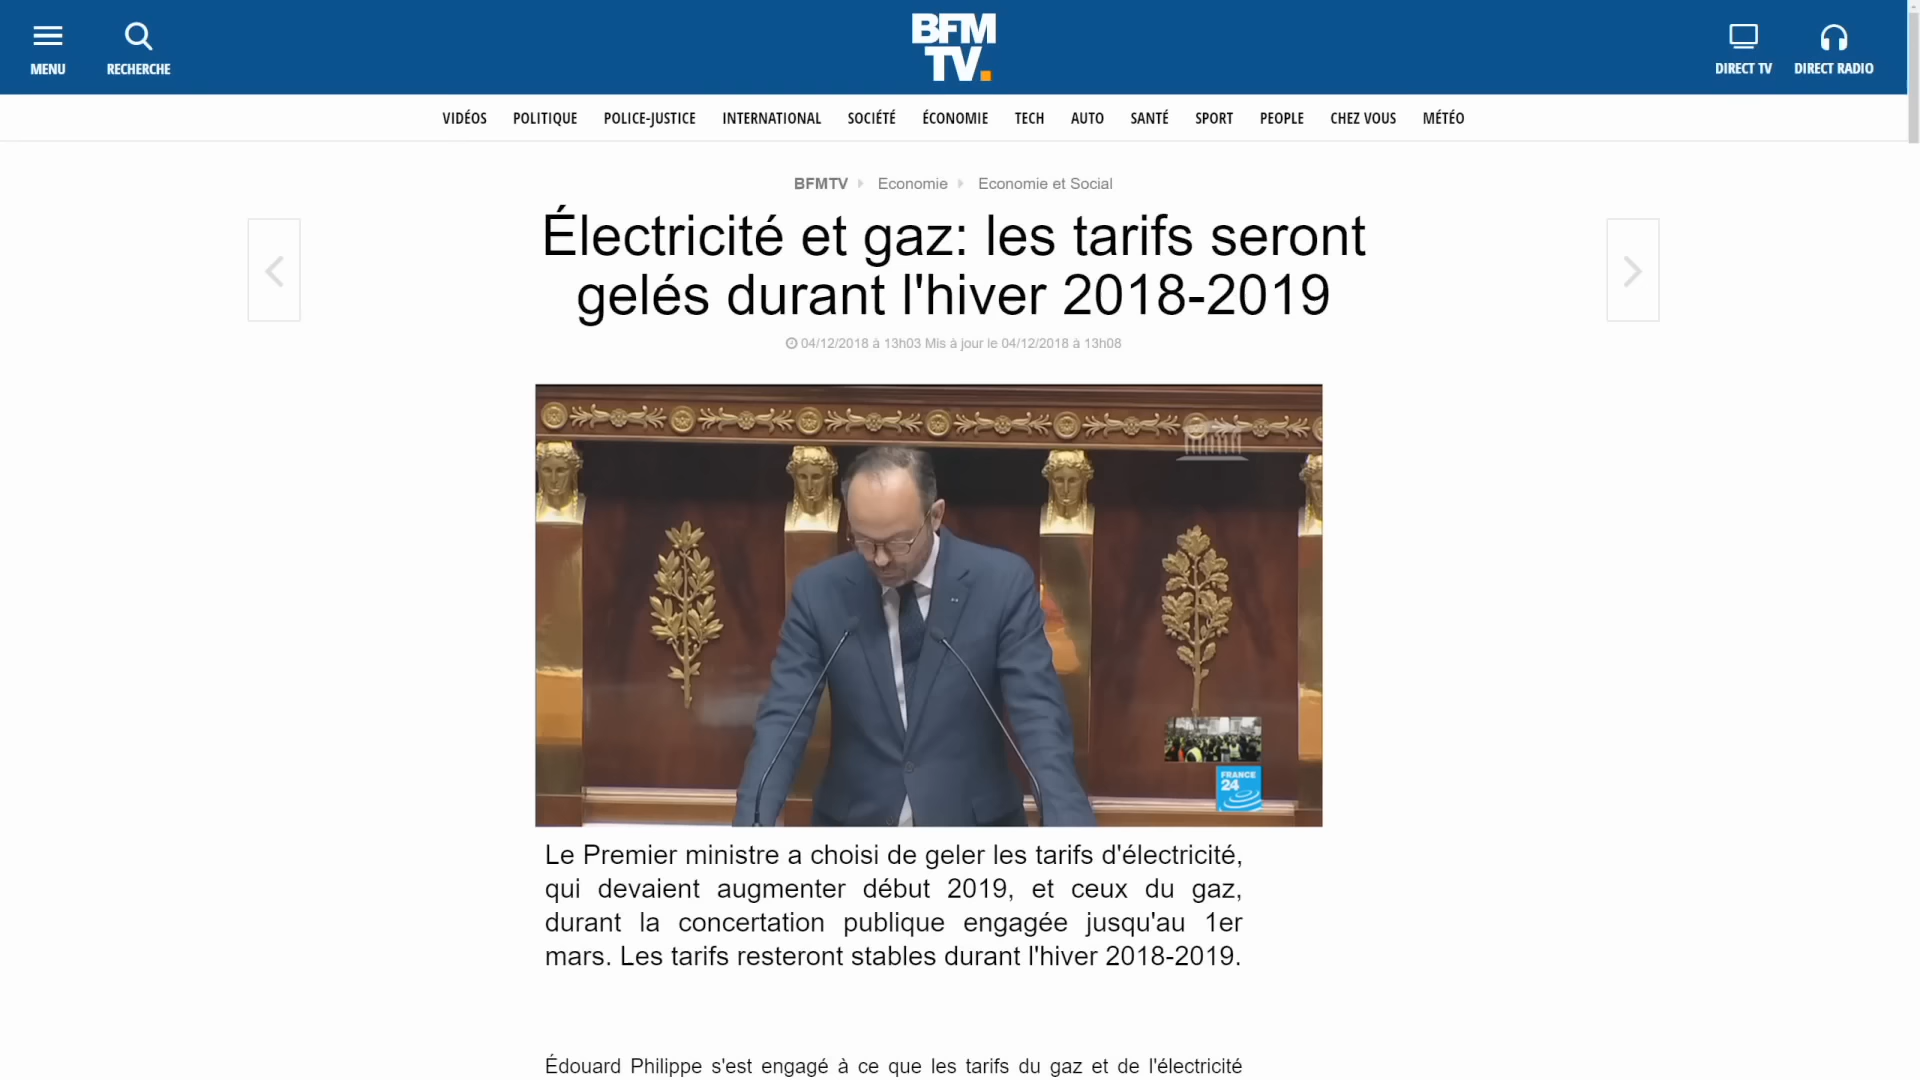 MENU
RECHERCHE
BFM
TV.
DIRECT TV
DIRECT RADIO
VIDÉOS POLITIQUE POLICE-JUSTICE INTERNATIONAL SOCIÉTÉ ÉCONOMIE TECH AUTO SANTÉ SPORT PEOPLE CHEZ VOUS MÉTÉO
BFMTV Economie Economie et Social
Électricité et gaz: les tarifs seront
gelés durant l'hiver 2018-2019
04/12/2018 à 13h03 Mis à jour le 04/12/2018 à 13h08
FRANCE
24
Le Premier ministre a choisi de geler les tarifs d'électricité,
qui devaient augmenter début 2019, et ceux du gaz,
durant la concertation publique engagée jusqu'au 1er
mars. Les tarifs resteront stables durant l'hiver 2018-2019.
Édouard Philippe s'est engagé à ce que les tarifs du gaz et de l'électricité